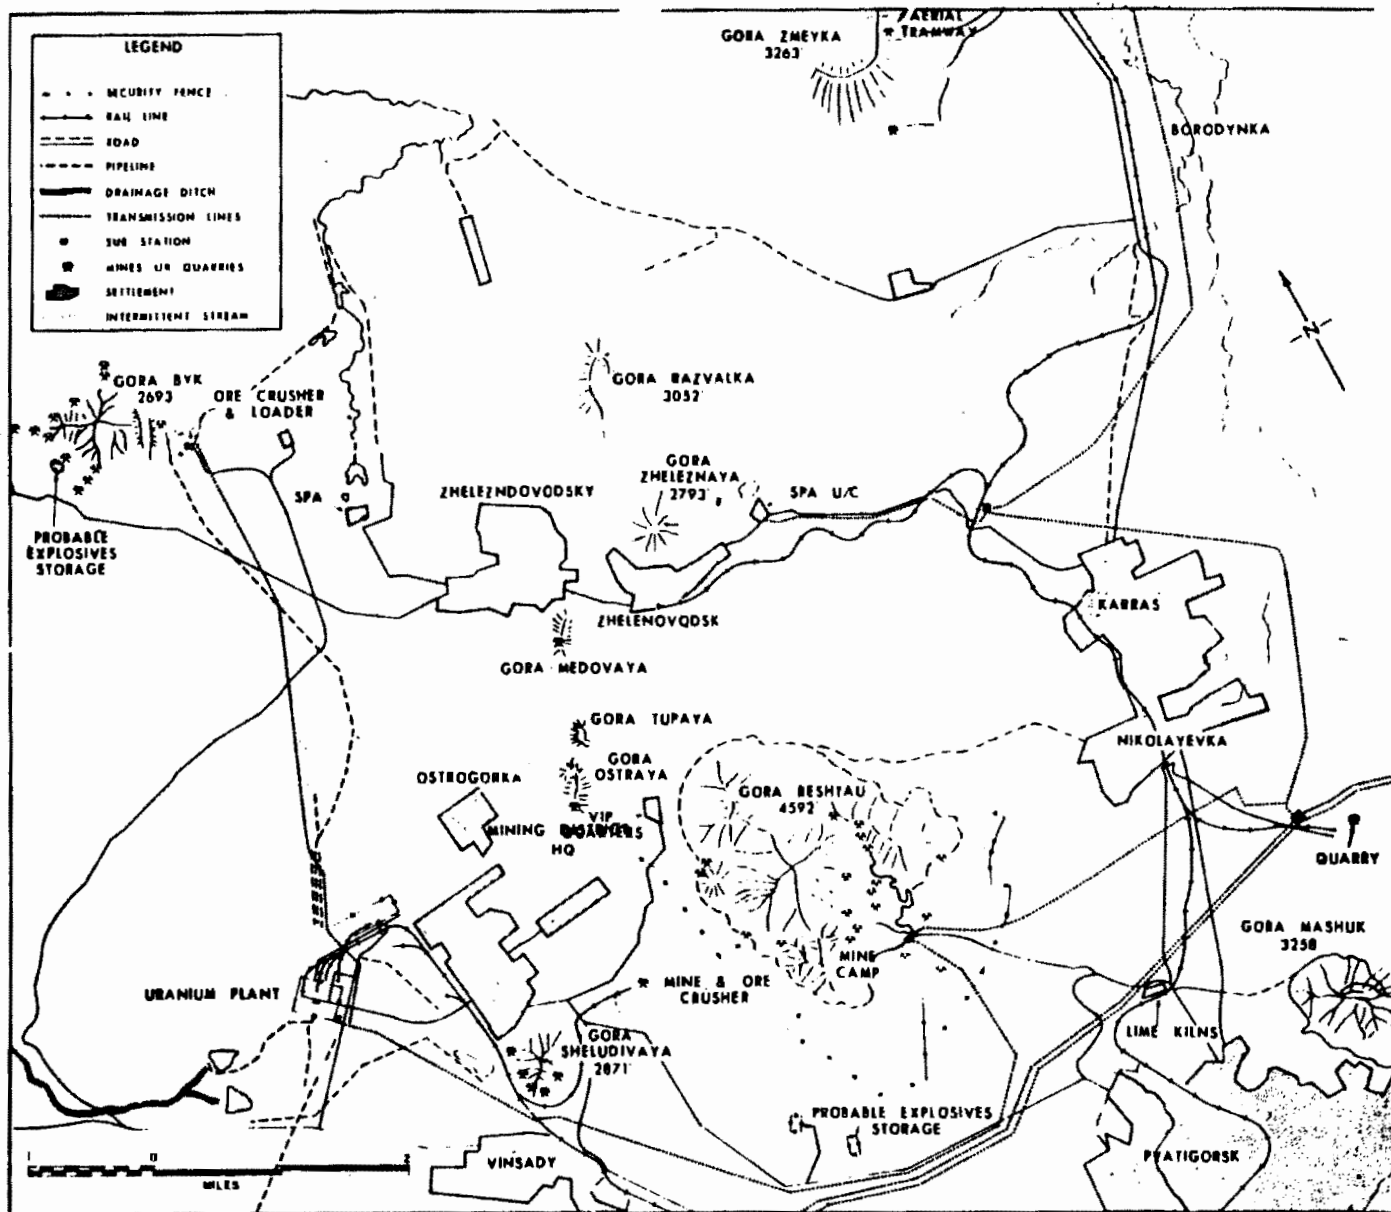 LEGEND
SECURITY FENCE
RAIL LINE
ROAD
PIPELINE
DRAINAGE DITCH
TRANSMISSION LINES
SUB STATION
MINES OR QUARRIES
SETTLEMENT
INTERMITTENT STREAM
GORA ZMEYKA
3263'
AERIAL
TRAMWAY
BORODYNKA
N
GORA BYK
2693'
ORE CRUSHER
& LOADER
GORA RAZVALKA
3052'
GORA
ZHELEZNAYA
2793'
SPA
ZHELEZNDOVODSKY
SPA U/C
PROBABLE
EXPLOSIVES
STORAGE
KARRAS
ZHELENOVODSK
GORA MEDOVAYA
GORA TUPAYA
GORA
OSTRAYA
NIKOLAYEVKA
OSTROGORKA
GORA BESHTAU
4592'
VIP
QUARTERS
MINING DISTRICT
HQ
QUARRY
GORA MASHUK
3258'
MINE
CAMP
MINE & ORE
CRUSHER
URANIUM PLANT
GORA
SHELUDIVAYA
2871'
LIME KILNS
PROBABLE EXPLOSIVES
STORAGE
VINSADY
PYATIGORSK
1
0
2
MILES